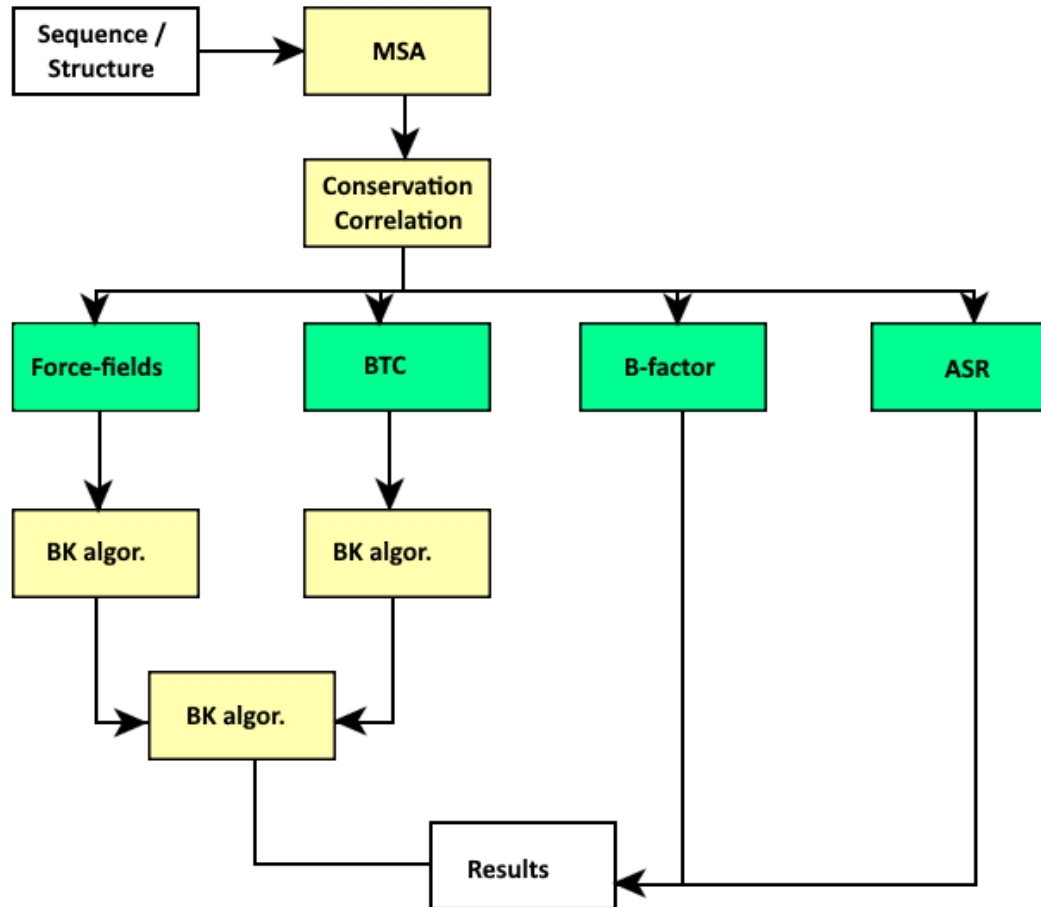 Sequence /
Structure
MSA
Conservation
Correlation
Force-fields
BTC
B-factor
ASR
BK algor.
BK algor.
BK algor.
Results